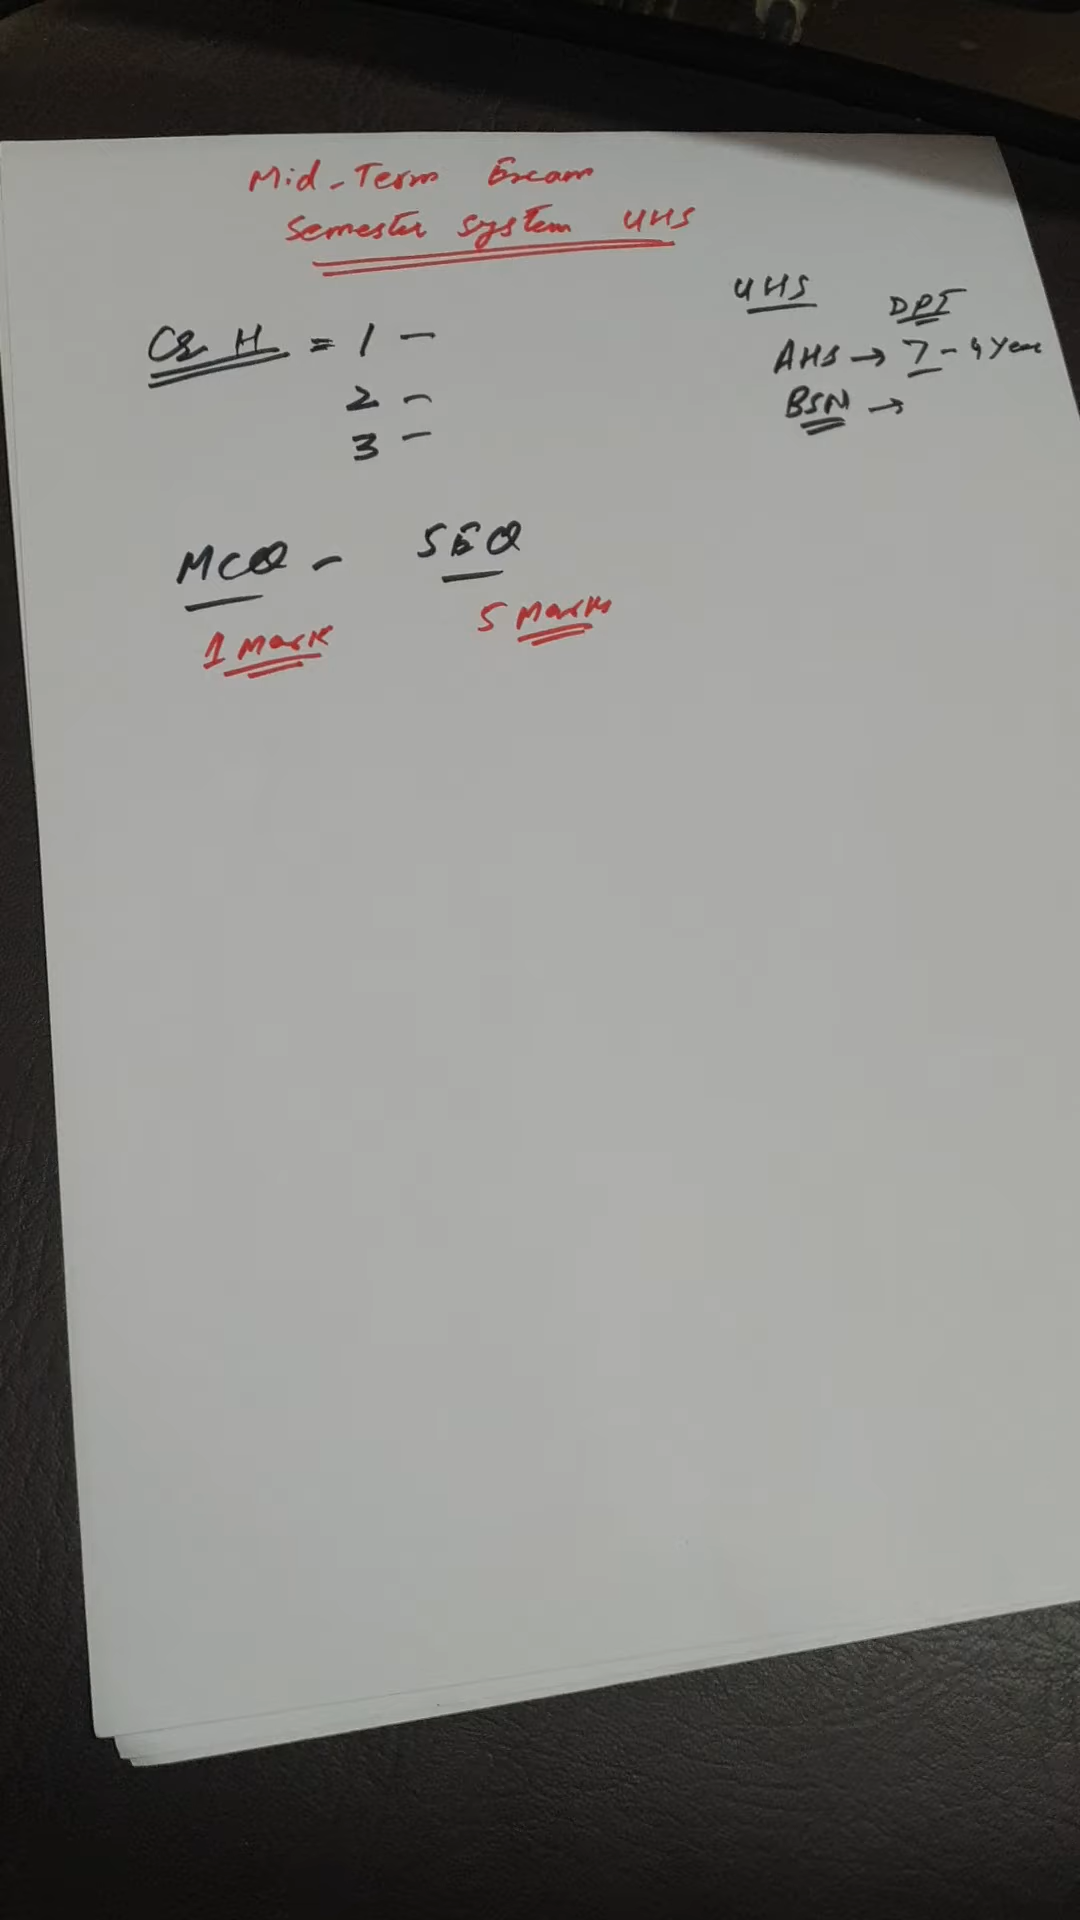 Mid-Term Exam
Semester system UHS
UHS DPT
Cr H = 1 -
2 -
3 -
AHS → 7 - 4 Year
BSN →
MCQ - SEQ
1 Mark 5 Marks